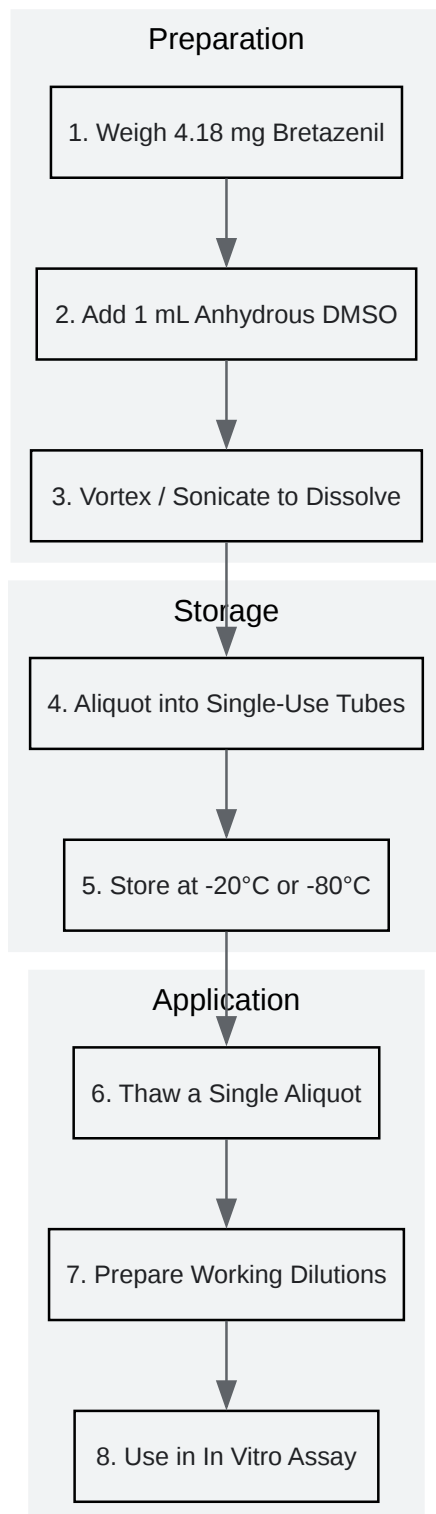 Preparation
1. Weigh 4.18 mg Bretazenil
2. Add 1 mL Anhydrous DMSO
3. Vortex / Sonicate to Dissolve
Storage
4. Aliquot into Single-Use Tubes
5. Store at -20°C or -80°C
Application
6. Thaw a Single Aliquot
7. Prepare Working Dilutions
8. Use in In Vitro Assay